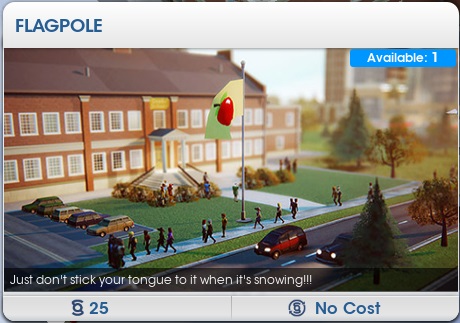 FLAGPOLE
Available: 1
Just don't stick your tongue to it when it's snowing!!!
25
No Cost